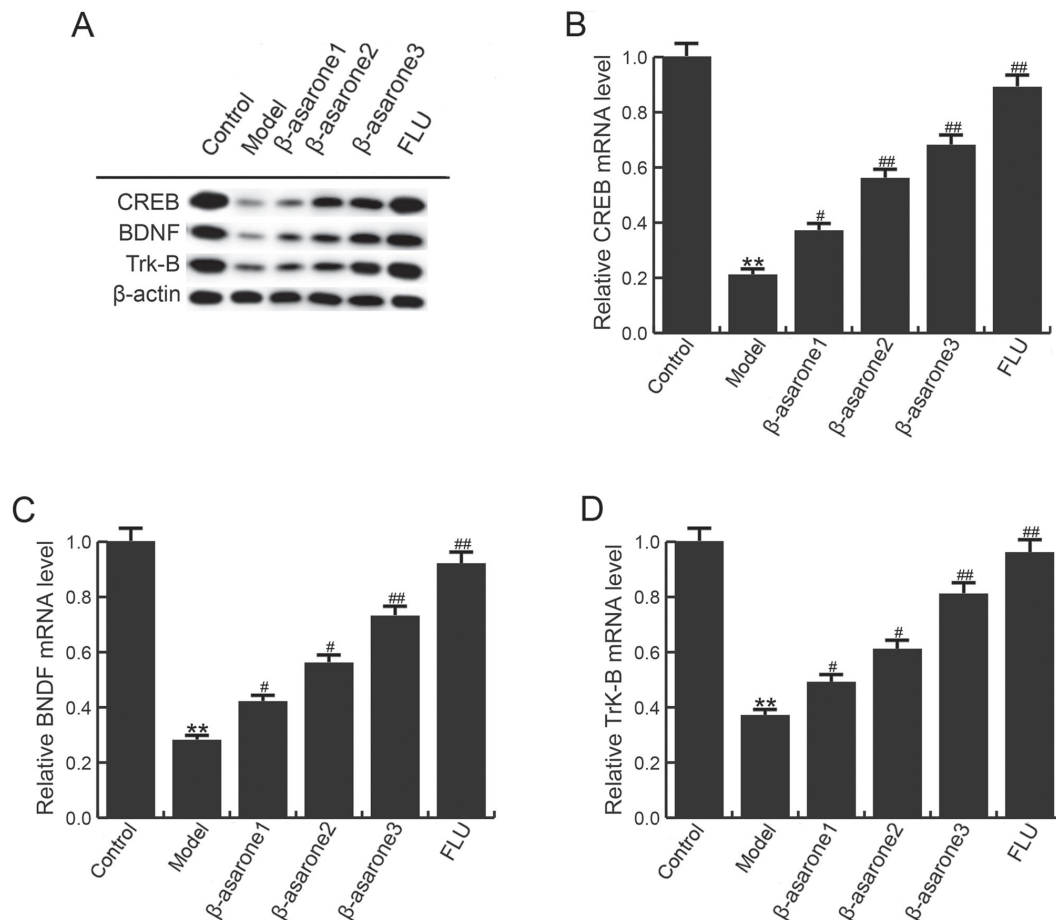 A
Control
Model
β-asarone1
β-asarone2
β-asarone3
FLU
CREB
BDNF
Trk-B
β-actin
B
Relative CREB mRNA level
1.0
0.8
0.6
0.4
0.2
0.0
**
#
##
##
##
Control
Model
β-asarone1
β-asarone2
β-asarone3
FLU
C
Relative BNDF mRNA level
1.0
0.8
0.6
0.4
0.2
0.0
**
#
#
##
##
Control
Model
β-asarone1
β-asarone2
β-asarone3
FLU
D
Relative TrK-B mRNA level
1.0
0.8
0.6
0.4
0.2
0.0
**
#
#
##
##
Control
Model
β-asarone1
β-asarone2
β-asarone3
FLU